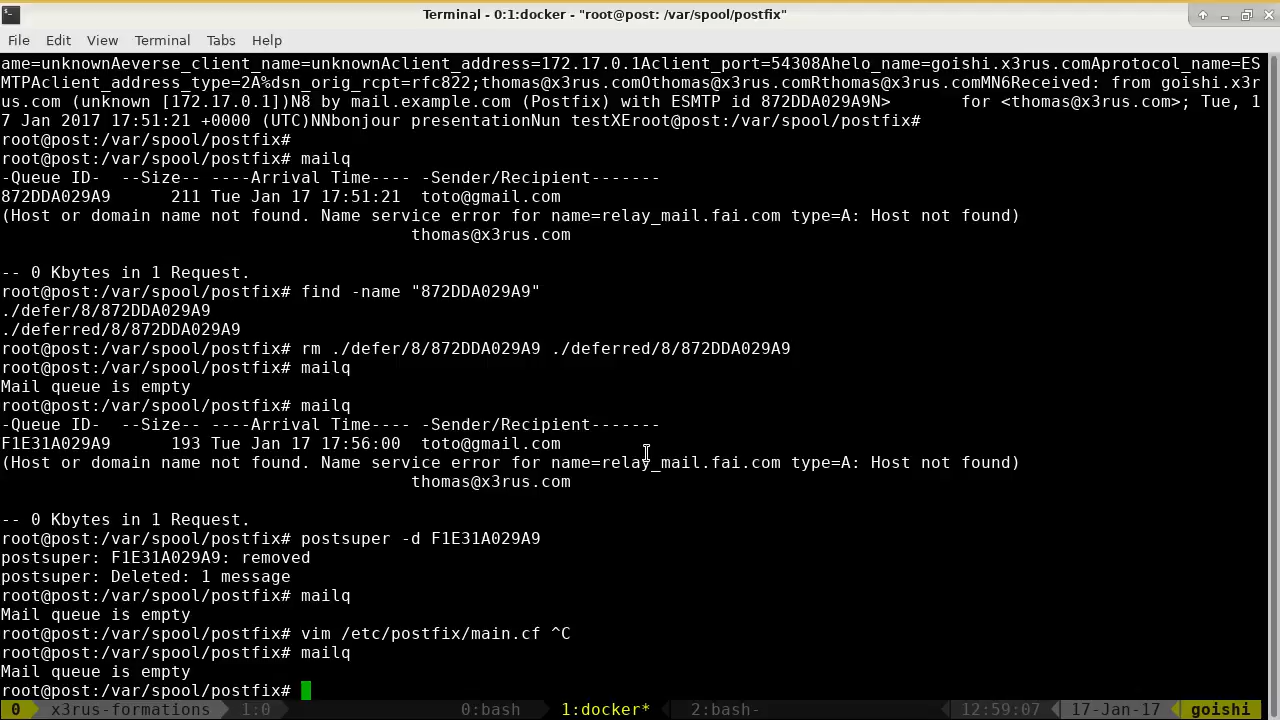 Terminal - 0:1:docker - "root@post: /var/spool/postfix"
File Edit View Terminal Tabs Help
ame=unknownAeverse_client_name=unknownAclient_address=172.17.0.1Aclient_port=54308Ahelo_name=goishi.x3rus.comAprotocol_name=ES
MTPAclient_address_type=2A%dsn_orig_rcpt=rfc822;thomas@x3rus.comOthomas@x3rus.comRthomas@x3rus.comMN6Received: from goishi.x3r
us.com (unknown [172.17.0.1])N8 by mail.example.com (Postfix) with ESMTP id 872DDA029A9N>       for <thomas@x3rus.com>; Tue, 1
7 Jan 2017 17:51:21 +0000 (UTC)NNbonjour presentationNun testXEroot@post:/var/spool/postfix#
root@post:/var/spool/postfix#
root@post:/var/spool/postfix# mailq
-Queue ID-  --Size-- ----Arrival Time---- -Sender/Recipient-------
872DDA029A9      211 Tue Jan 17 17:51:21  toto@gmail.com
(Host or domain name not found. Name service error for name=relay_mail.fai.com type=A: Host not found)
                                         thomas@x3rus.com
-- 0 Kbytes in 1 Request.
root@post:/var/spool/postfix# find -name "872DDA029A9"
./defer/8/872DDA029A9
./deferred/8/872DDA029A9
root@post:/var/spool/postfix# rm ./defer/8/872DDA029A9 ./deferred/8/872DDA029A9
root@post:/var/spool/postfix# mailq
Mail queue is empty
root@post:/var/spool/postfix# mailq
-Queue ID-  --Size-- ----Arrival Time---- -Sender/Recipient-------
F1E31A029A9      193 Tue Jan 17 17:56:00  toto@gmail.com
(Host or domain name not found. Name service error for name=relay_mail.fai.com type=A: Host not found)
                                         thomas@x3rus.com
-- 0 Kbytes in 1 Request.
root@post:/var/spool/postfix# postsuper -d F1E31A029A9
postsuper: F1E31A029A9: removed
postsuper: Deleted: 1 message
root@post:/var/spool/postfix# mailq
Mail queue is empty
root@post:/var/spool/postfix# vim /etc/postfix/main.cf ^C
root@post:/var/spool/postfix# mailq
Mail queue is empty
root@post:/var/spool/postfix#
0 x3rus-formations 1:0 0:bash 1:docker* 2:bash- 12:59:07 17-Jan-17 goishi